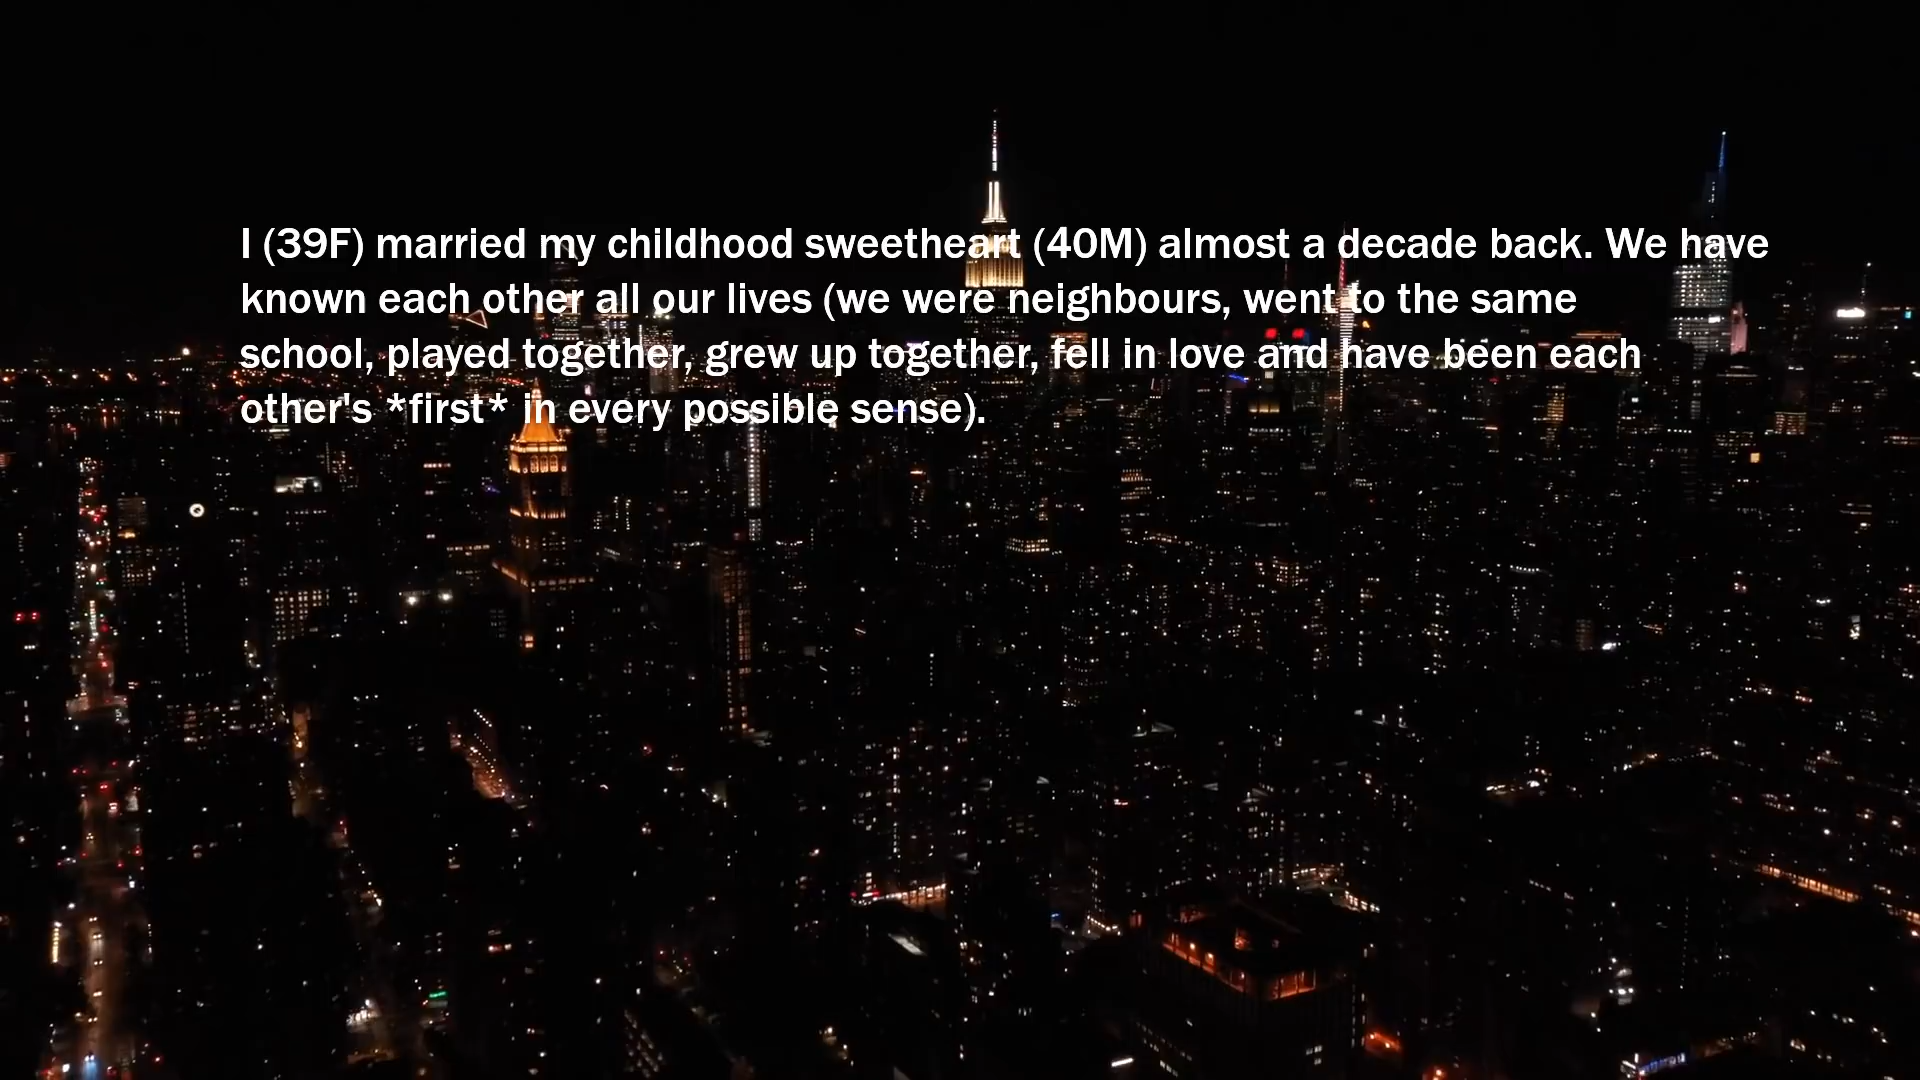 I (39F) married my childhood sweetheart (40M) almost a decade back. We have
known each other all our lives (we were neighbours, went to the same
school, played together, grew up together, fell in love and have been each
other's *first* in every possible sense).